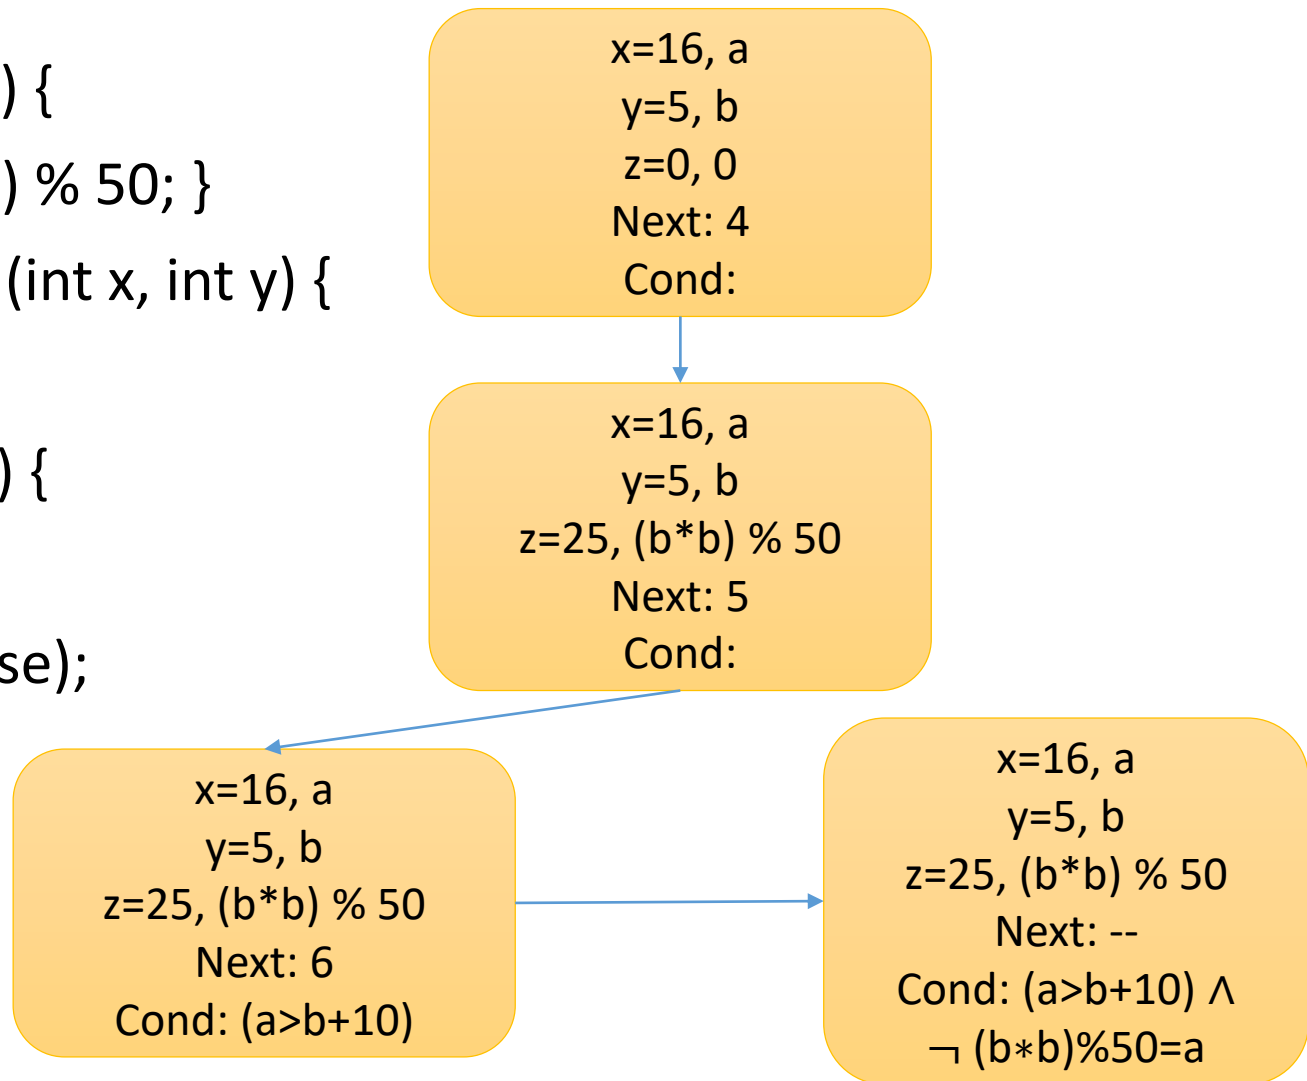 ) {
) % 50; }
(int x, int y) {
) {
se);
x=16, a
y=5, b
z=0, 0
Next: 4
Cond:
x=16, a
y=5, b
z=25, (b*b) % 50
Next: 5
Cond:
x=16, a
y=5, b
z=25, (b*b) % 50
Next: 6
Cond: (a>b+10)
x=16, a
y=5, b
z=25, (b*b) % 50
Next: --
Cond: (a>b+10) ∧
¬ (b∗b)%50=a